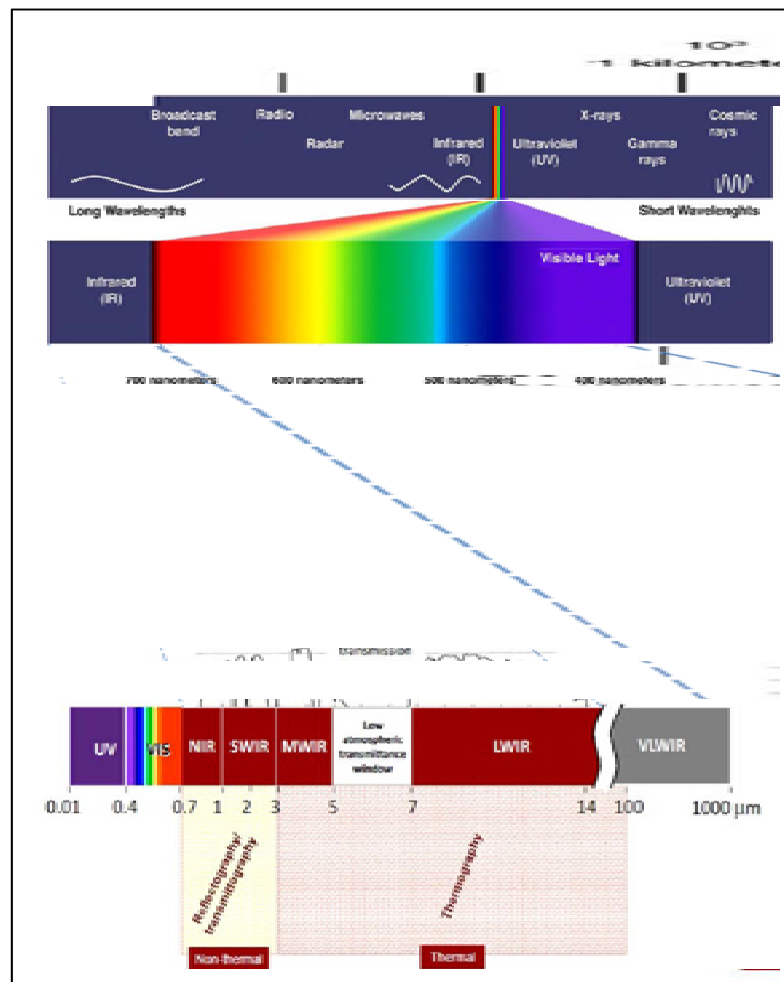 10³
1 kilomete
Broadcast Radio Microwaves X-rays Cosmic
band rays
Radar Infrared Ultraviolet Gamma
(IR) (UV) rays
Long Wavelengths Short Wavelenghts
Visible Light
Infrared Ultraviolet
(IR) (UV)
700 nanometers 600 nanometers 500 nanometers 400 nanometers
transmission
UV VIS NIR SWIR MWIR Low LWIR VLWIR
atmospheric
transmittance
window
0.01 0.4 0.7 1 2 3 5 7 14 100 1000 µm
Reflectography/
transmittography
Thermography
Non-thermal Thermal